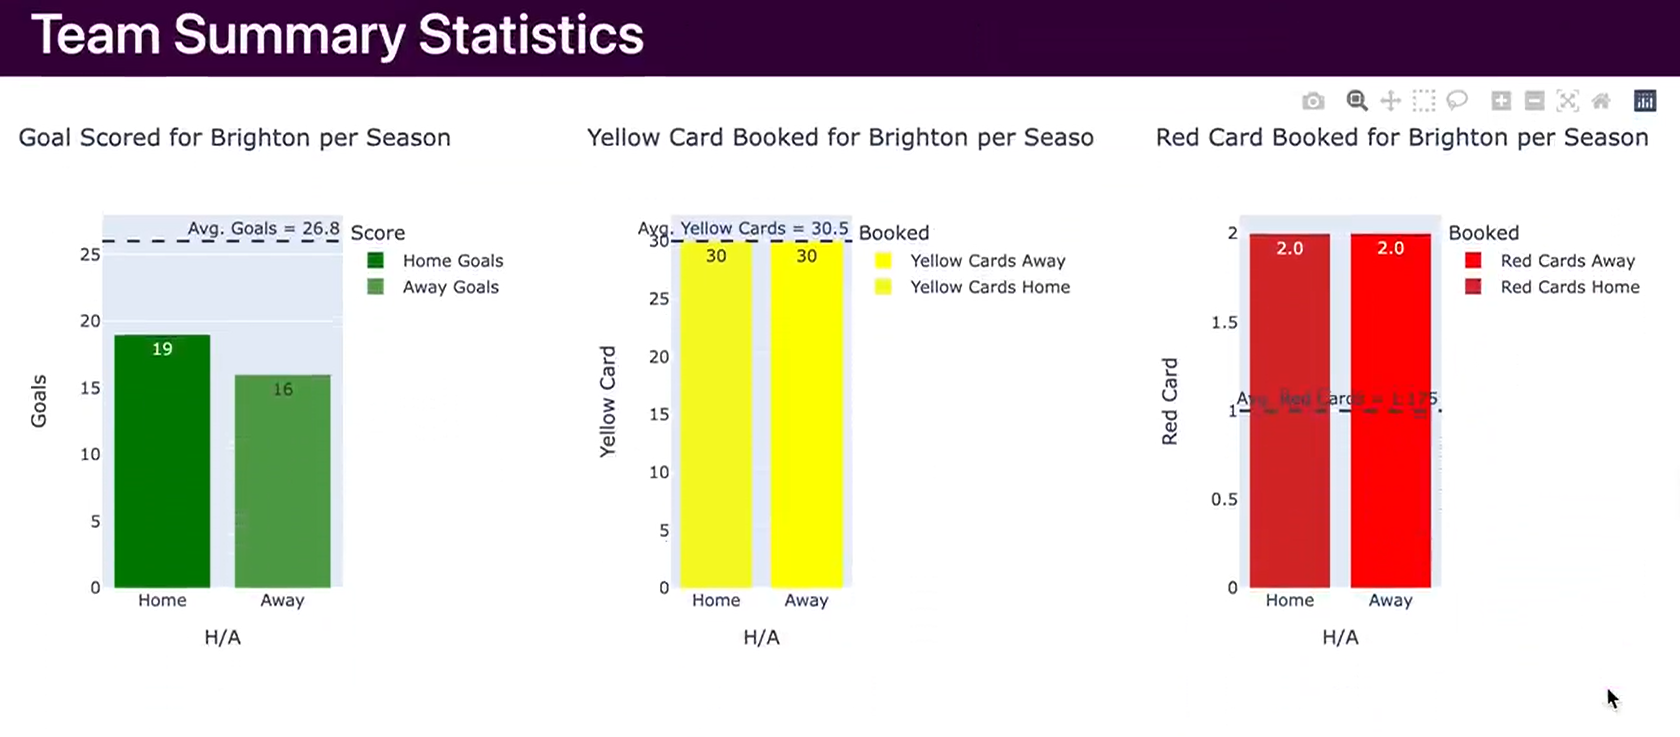 Team Summary Statistics
Goal Scored for Brighton per Season
Avg. Goals = 26.8
Score
Home Goals
Away Goals
25
20
15
10
5
0
Goals
19
16
Home
Away
H/A
Yellow Card Booked for Brighton per Seaso
Avg. Yellow Cards = 30.5
Booked
Yellow Cards Away
Yellow Cards Home
30
25
20
15
10
5
0
Yellow Card
30
30
Home
Away
H/A
Red Card Booked for Brighton per Season
Booked
Red Cards Away
Red Cards Home
2
1.5
1
0.5
0
Red Card
2.0
2.0
Avg. Red Cards = 1.175
Home
Away
H/A